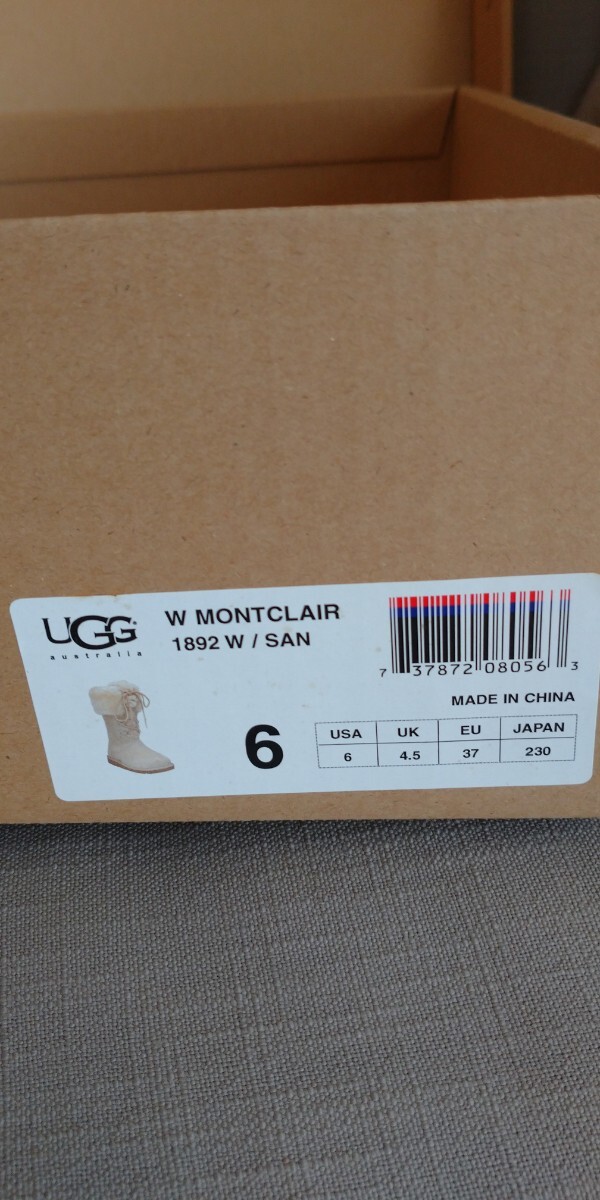 UGG®
australia
W MONTCLAIR
1892 W / SAN
7 37872 08056 3
MADE IN CHINA
6
USA UK EU JAPAN
6 4.5 37 230